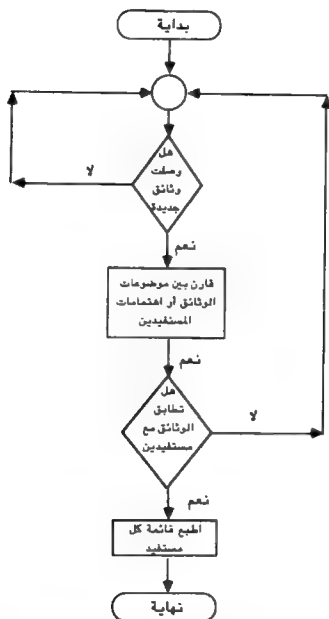 بداية
هل
وصلت
وثائق
جديدة
لا
نعم
قارن بين موضوعات
الوثائق أو اهتمامات
المستفيدين
نعم
هل
تطابق
الوثائق مع
مستفيدين
لا
نعم
اطبع قائمة كل
مستفيد
نهاية